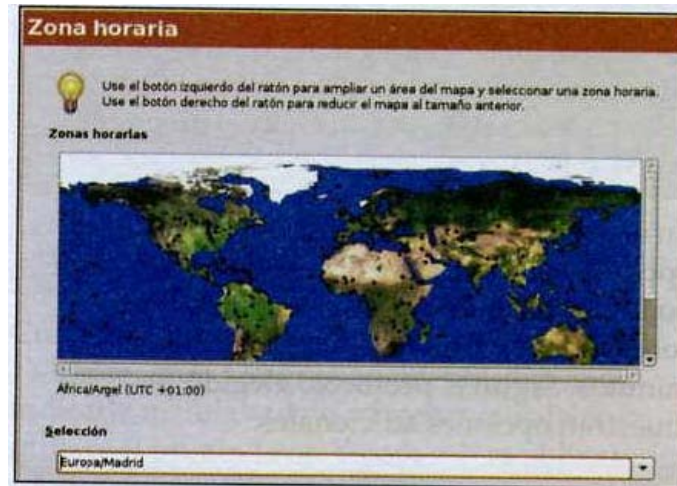 Zona horaria
Use el botón izquierdo del ratón para ampliar un área del mapa y seleccionar una zona horaria.
Use el botón derecho del ratón para reducir el mapa al tamaño anterior.
Zonas horarias
África/Argel (UTC +01:00)
Selección
Europa/Madrid